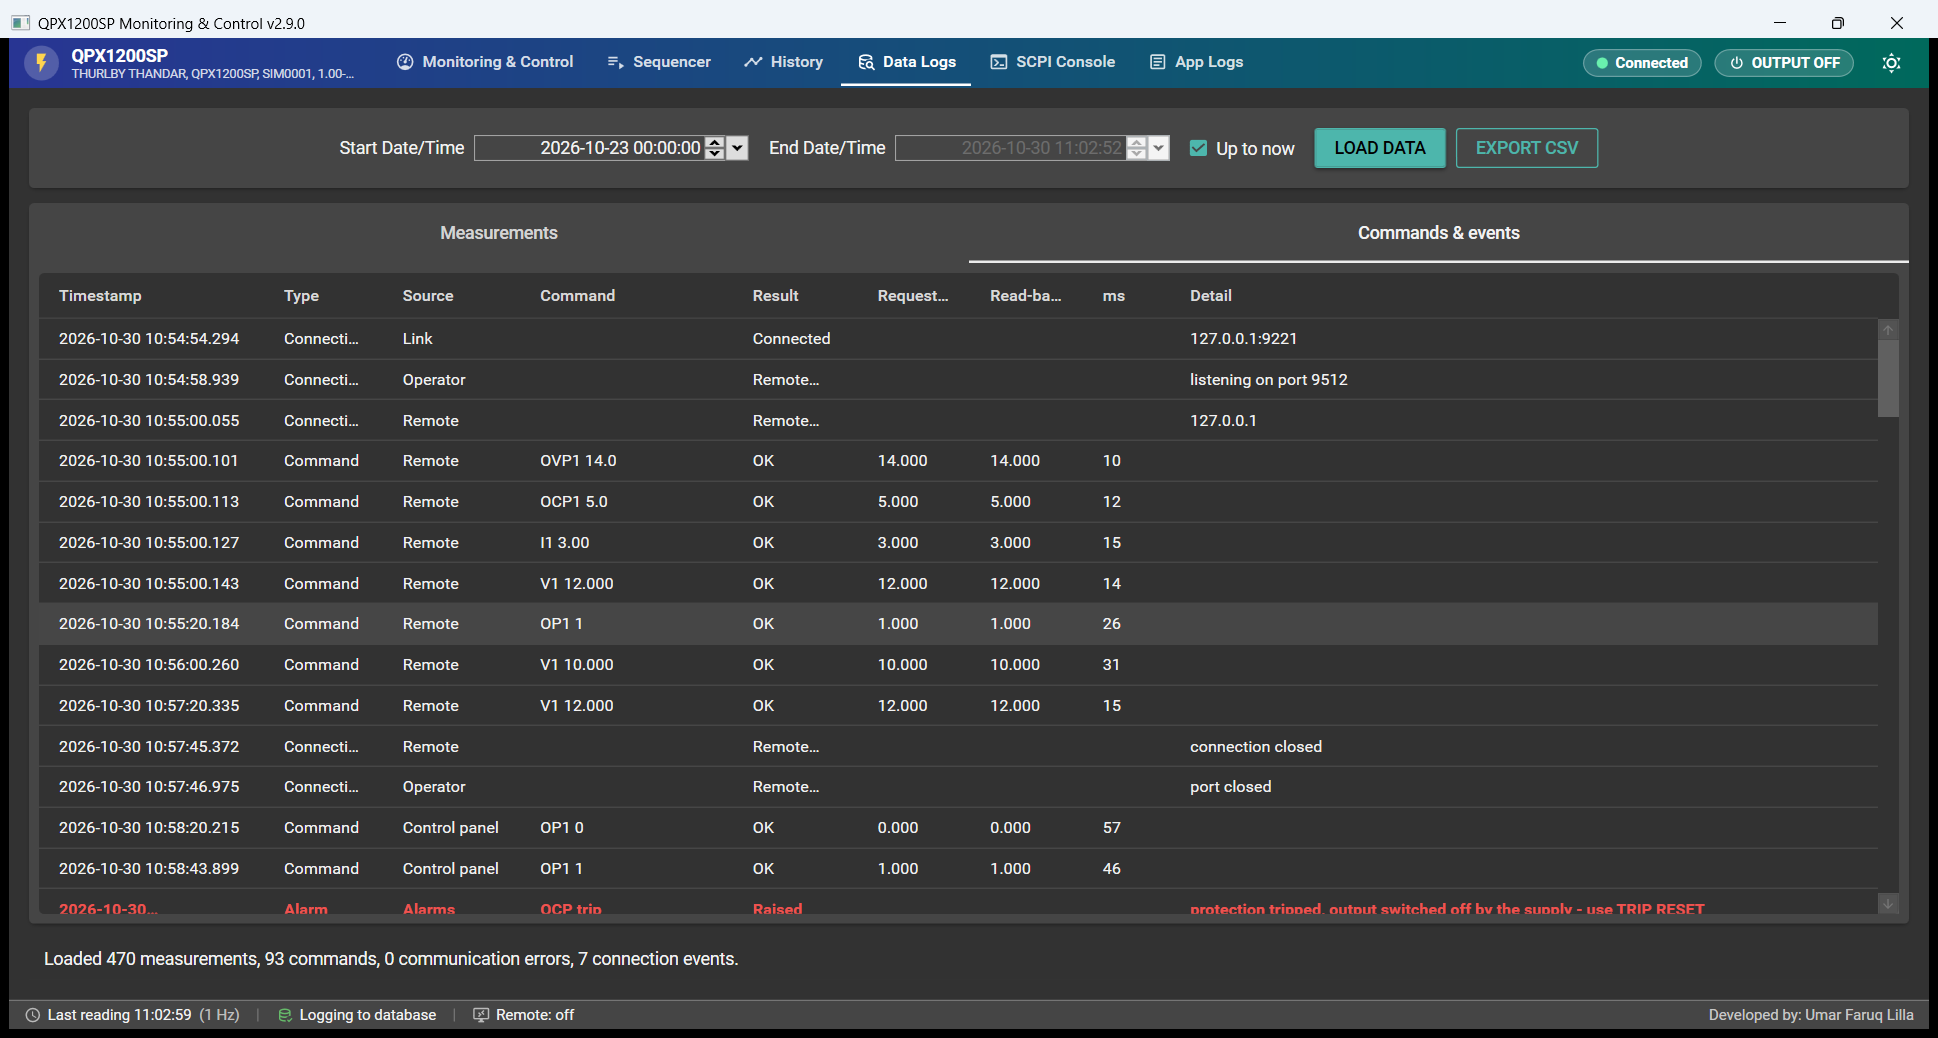 QPX1200SP Monitoring & Control v2.9.0
QPX1200SP
THURLBY THANDAR, QPX1200SP, SIM0001, 1.00-...
Monitoring & Control
Sequencer
History
Data Logs
SCPI Console
App Logs
Connected
OUTPUT OFF
Start Date/Time 2026-10-23 00:00:00 End Date/Time 2026-10-30 11:02:52 Up to now LOAD DATA EXPORT CSV
Measurements Commands & events
Timestamp Type Source Command Result Request... Read-ba... ms Detail
2026-10-30 10:54:54.294 Connecti... Link Connected 127.0.0.1:9221
2026-10-30 10:54:58.939 Connecti... Operator Remote... listening on port 9512
2026-10-30 10:55:00.055 Connecti... Remote Remote... 127.0.0.1
2026-10-30 10:55:00.101 Command Remote OVP1 14.0 OK 14.000 14.000 10
2026-10-30 10:55:00.113 Command Remote OCP1 5.0 OK 5.000 5.000 12
2026-10-30 10:55:00.127 Command Remote I1 3.00 OK 3.000 3.000 15
2026-10-30 10:55:00.143 Command Remote V1 12.000 OK 12.000 12.000 14
2026-10-30 10:55:20.184 Command Remote OP1 1 OK 1.000 1.000 26
2026-10-30 10:56:00.260 Command Remote V1 10.000 OK 10.000 10.000 31
2026-10-30 10:57:20.335 Command Remote V1 12.000 OK 12.000 12.000 15
2026-10-30 10:57:45.372 Connecti... Remote Remote... connection closed
2026-10-30 10:57:46.975 Connecti... Operator Remote... port closed
2026-10-30 10:58:20.215 Command Control panel OP1 0 OK 0.000 0.000 57
2026-10-30 10:58:43.899 Command Control panel OP1 1 OK 1.000 1.000 46
2026-10-30... Alarm Alarms OCP trip Raised protection tripped, output switched off by the supply - use TRIP RESET
Loaded 470 measurements, 93 commands, 0 communication errors, 7 connection events.
Last reading 11:02:59 (1 Hz) | Logging to database | Remote: off
Developed by: Umar Faruq Lilla